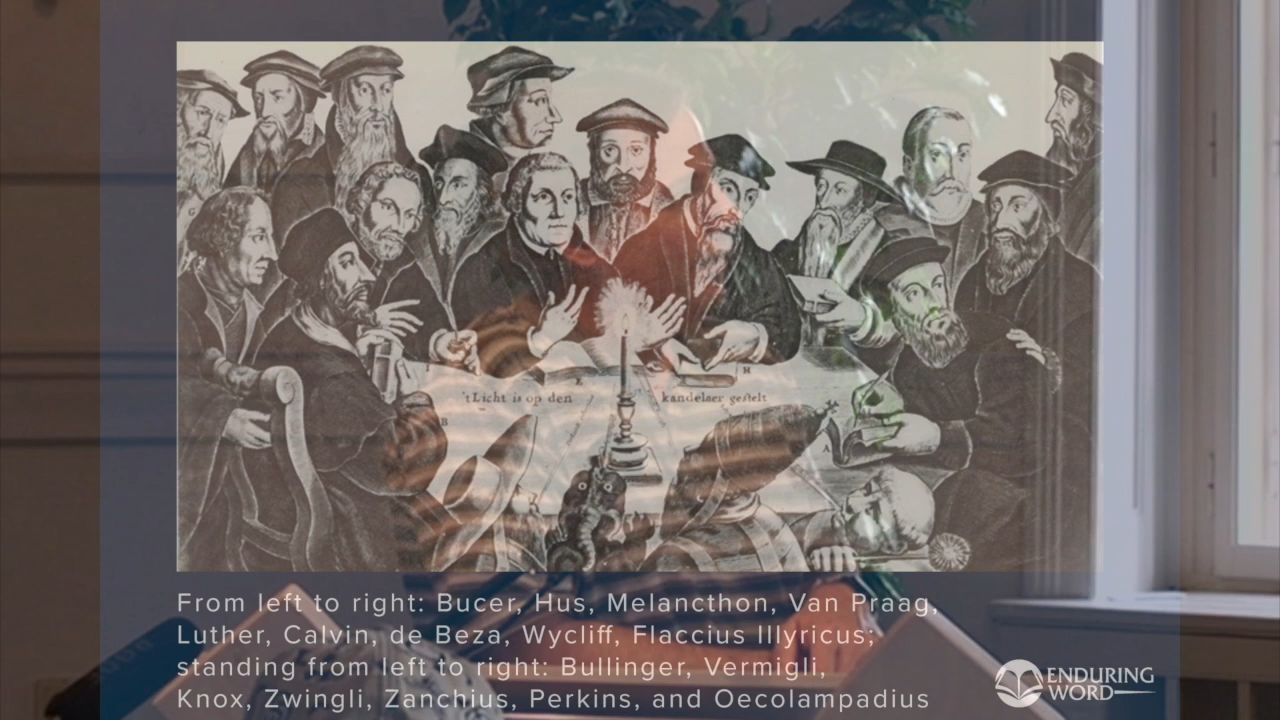 I
H
E
'tLicht is op den kandelaer gestelt
B
A
From left to right: Bucer, Hus, Melancthon, Van Praag,
Luther, Calvin, de Beza, Wycliff, Flaccius Illyricus;
standing from left to right: Bullinger, Vermigli,
Knox, Zwingli, Zanchius, Perkins, and Oecolampadius
ENDURING
WORD